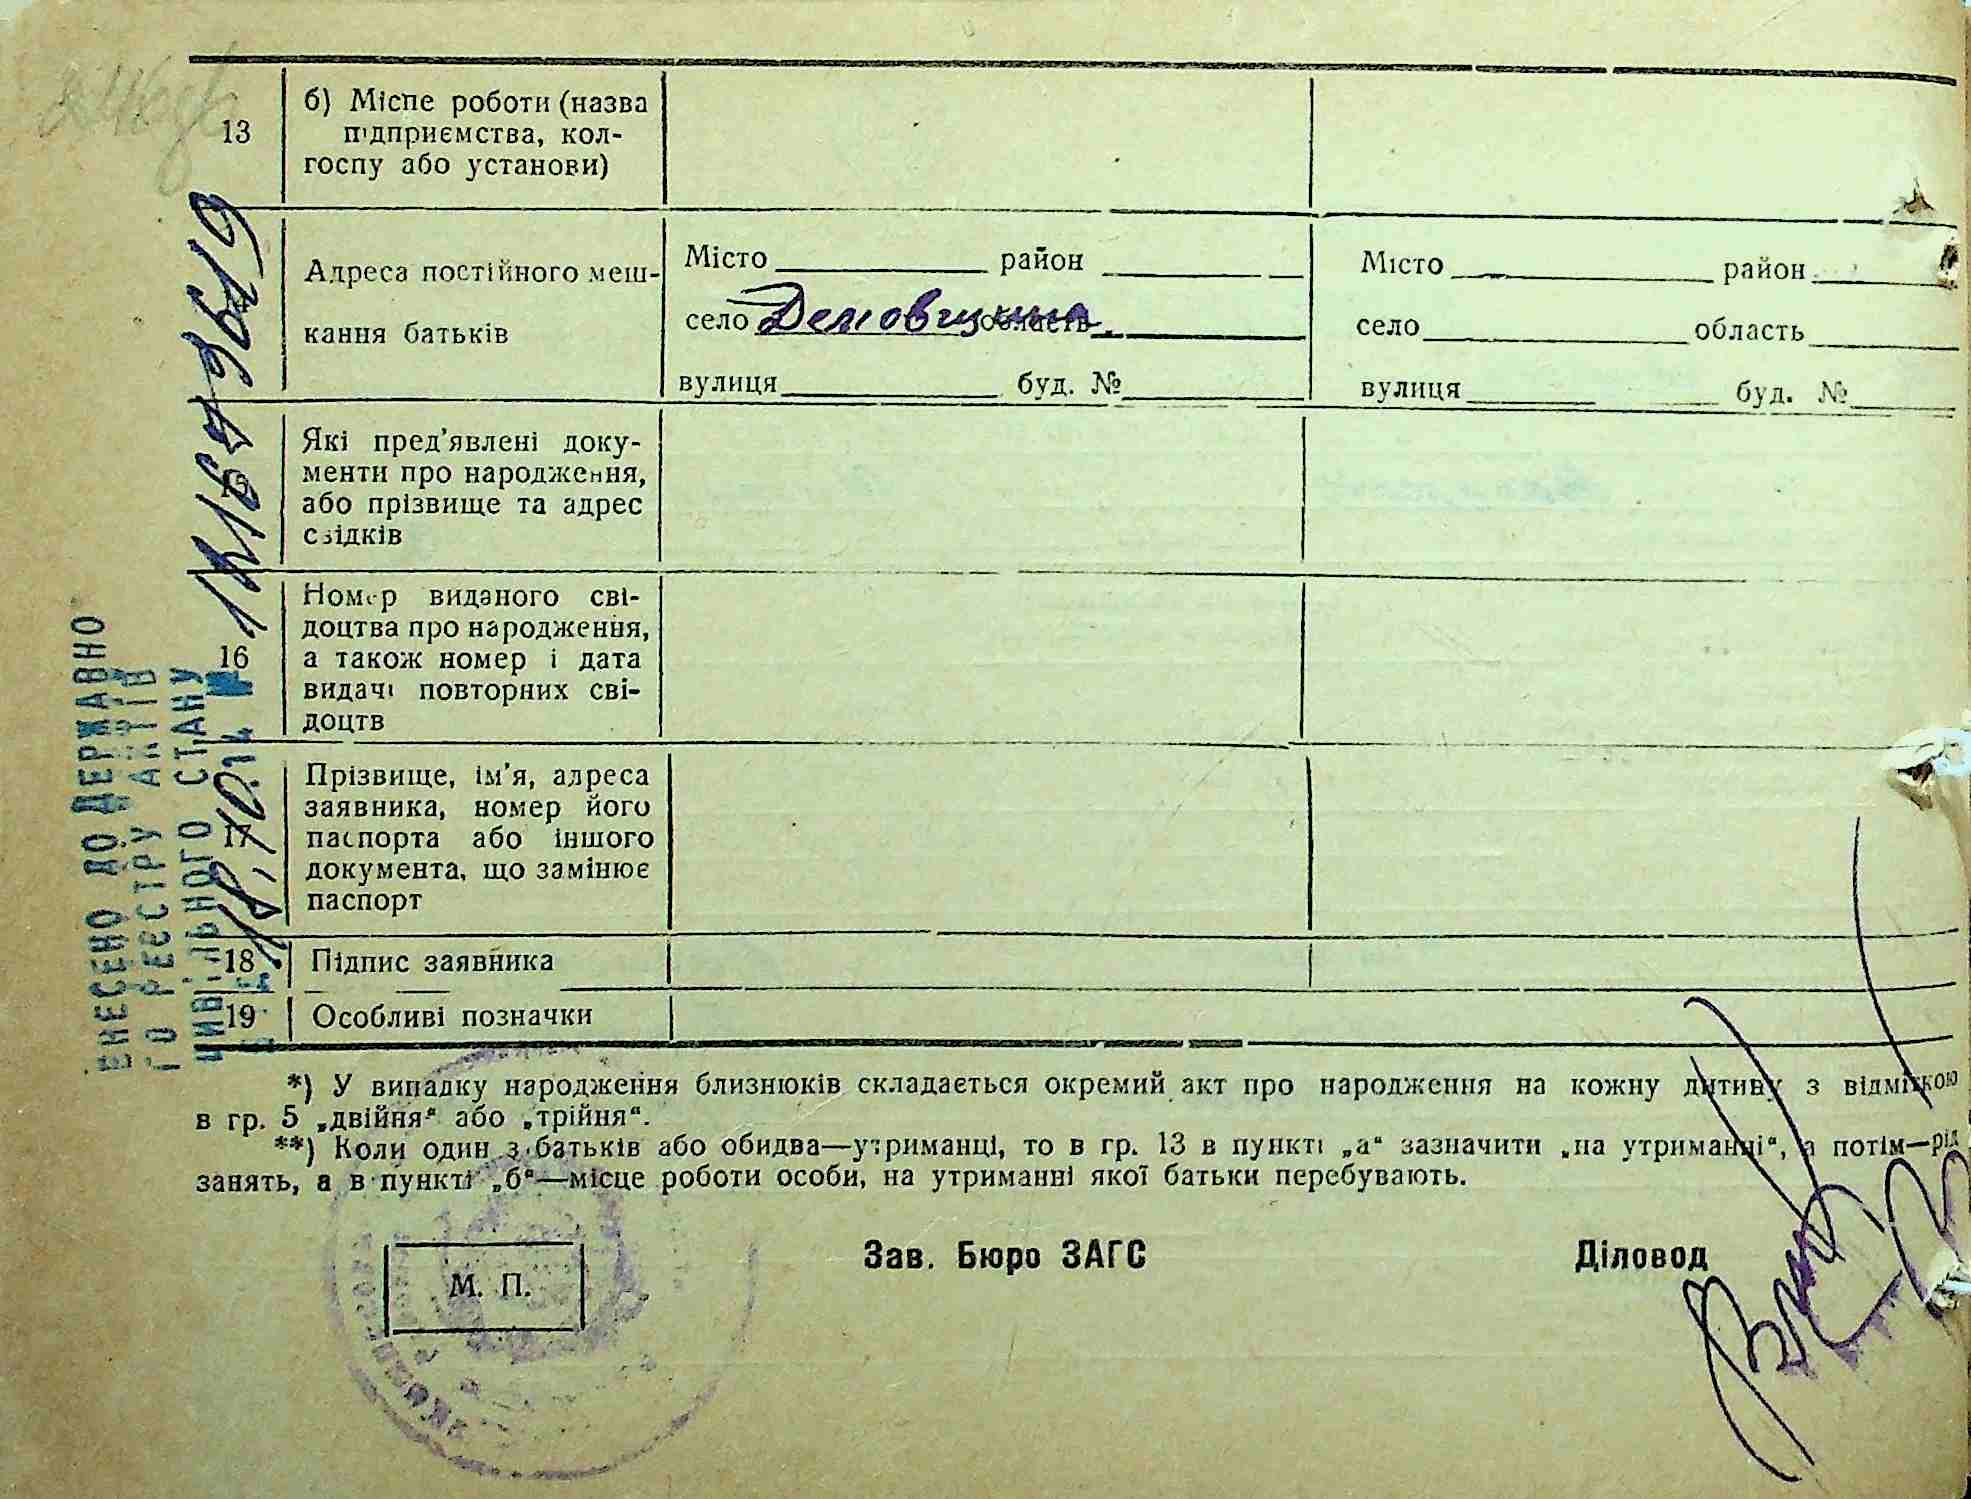 13
б) Місце роботи (назва
підприємства, кол-
госпу або установи)
Адреса постійного меш-
кання батьків
Місто район
село Демовщина область
вулиця буд. №
Місто район
село область
вулиця буд. №
15
Які пред'явлені доку-
менти про народження,
або прізвище та адрес
свідків
16
Номер виданого сві-
доцтва про народження,
а також номер і дата
видачі повторних сві-
доцтв
17
Прізвище, ім'я, адреса
заявника, номер його
паспорта або іншого
документа, що замінює
паспорт
18
Підпис заявника
19
Особливі позначки
ВНЕСЕНО ДО ДЕРЖАВНО
ГО РЕЄСТРУ АКТІВ
ЦИВІЛЬНОГО СТАНУ
*) У випадку народження близнюків складається окремий акт про народження на кожну дитину з відміткою
в гр. 5 „двійня“ або „трійня“.
**) Коли один з батьків або обидва—утриманці, то в гр. 13 в пункті „а“ зазначити „на утриманні“, а потім—рід
занять, а в пункті „б“—місце роботи особи, на утриманні якої батьки перебувають.
М. П.
Зав. Бюро ЗАГС
Діловод